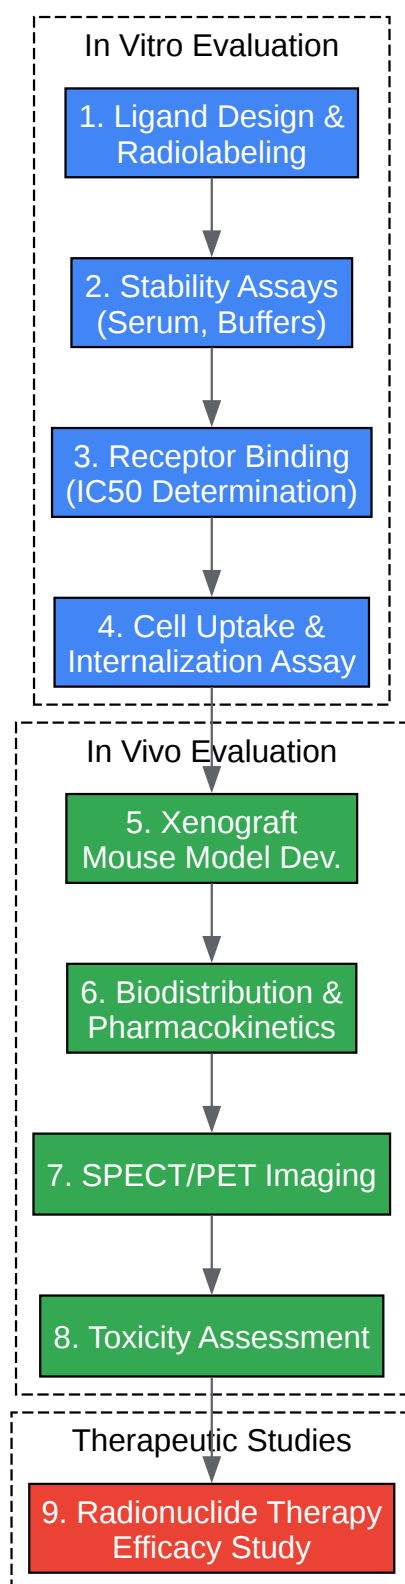 In Vitro Evaluation
1. Ligand Design &
Radiolabeling
2. Stability Assays
(Serum, Buffers)
3. Receptor Binding
(IC50 Determination)
4. Cell Uptake &
Internalization Assay
In Vivo Evaluation
5. Xenograft
Mouse Model Dev.
6. Biodistribution &
Pharmacokinetics
7. SPECT/PET Imaging
8. Toxicity Assessment
Therapeutic Studies
9. Radionuclide Therapy
Efficacy Study